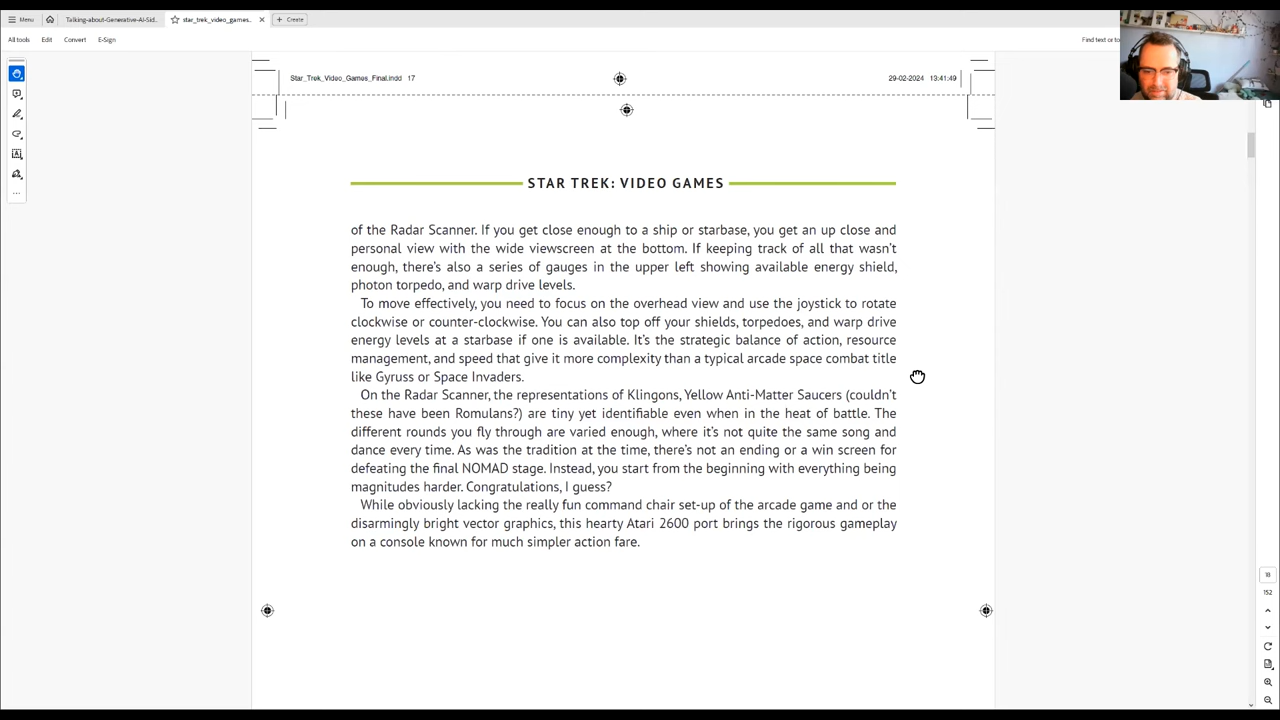 Menu
Talking-about-Generative-AI-Sid...
star_trek_video_games...
Create
All tools
Edit
Convert
E-Sign
Find text or to
Star_Trek_Video_Games_Final.indd 17
29-02-2024 13:41:49
STAR TREK: VIDEO GAMES
of the Radar Scanner. If you get close enough to a ship or starbase, you get an up close and
personal view with the wide viewscreen at the bottom. If keeping track of all that wasn't
enough, there's also a series of gauges in the upper left showing available energy shield,
photon torpedo, and warp drive levels.
To move effectively, you need to focus on the overhead view and use the joystick to rotate
clockwise or counter-clockwise. You can also top off your shields, torpedoes, and warp drive
energy levels at a starbase if one is available. It's the strategic balance of action, resource
management, and speed that give it more complexity than a typical arcade space combat title
like Gyruss or Space Invaders.
On the Radar Scanner, the representations of Klingons, Yellow Anti-Matter Saucers (couldn't
these have been Romulans?) are tiny yet identifiable even when in the heat of battle. The
different rounds you fly through are varied enough, where it's not quite the same song and
dance every time. As was the tradition at the time, there's not an ending or a win screen for
defeating the final NOMAD stage. Instead, you start from the beginning with everything being
magnitudes harder. Congratulations, I guess?
While obviously lacking the really fun command chair set-up of the arcade game and or the
disarmingly bright vector graphics, this hearty Atari 2600 port brings the rigorous gameplay
on a console known for much simpler action fare.
18
152